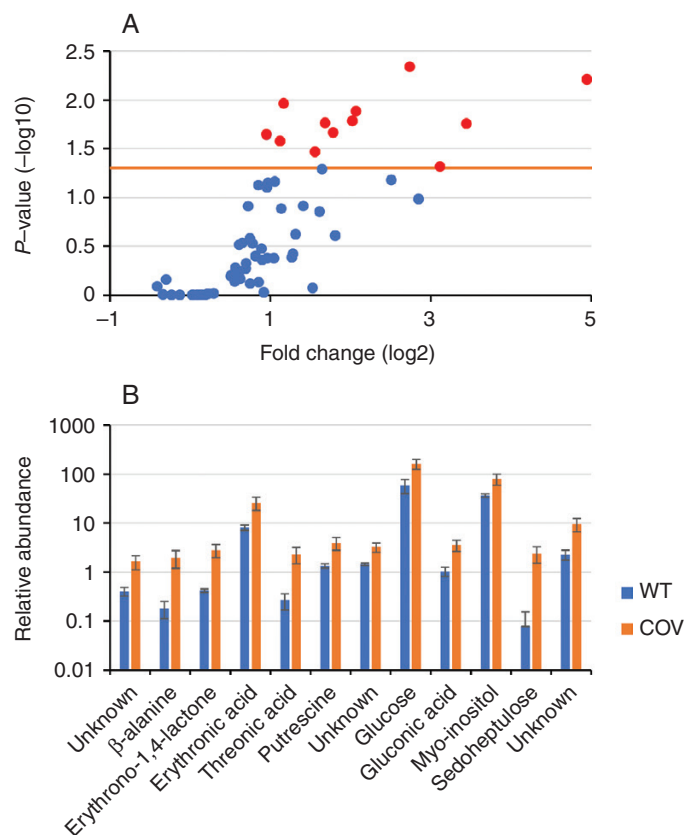 A
2.5
2.0
1.5
1.0
0.5
0
P–value (–log10)
–1
1
3
5
Fold change (log2)
B
1000
100
10
1
0.1
0.01
Relative abundance
WT
COV
Unknown
β-alanine
Erythrono-1,4-lactone
Erythronic acid
Threonic acid
Putrescine
Unknown
Glucose
Gluconic acid
Myo-inositol
Sedoheptulose
Unknown